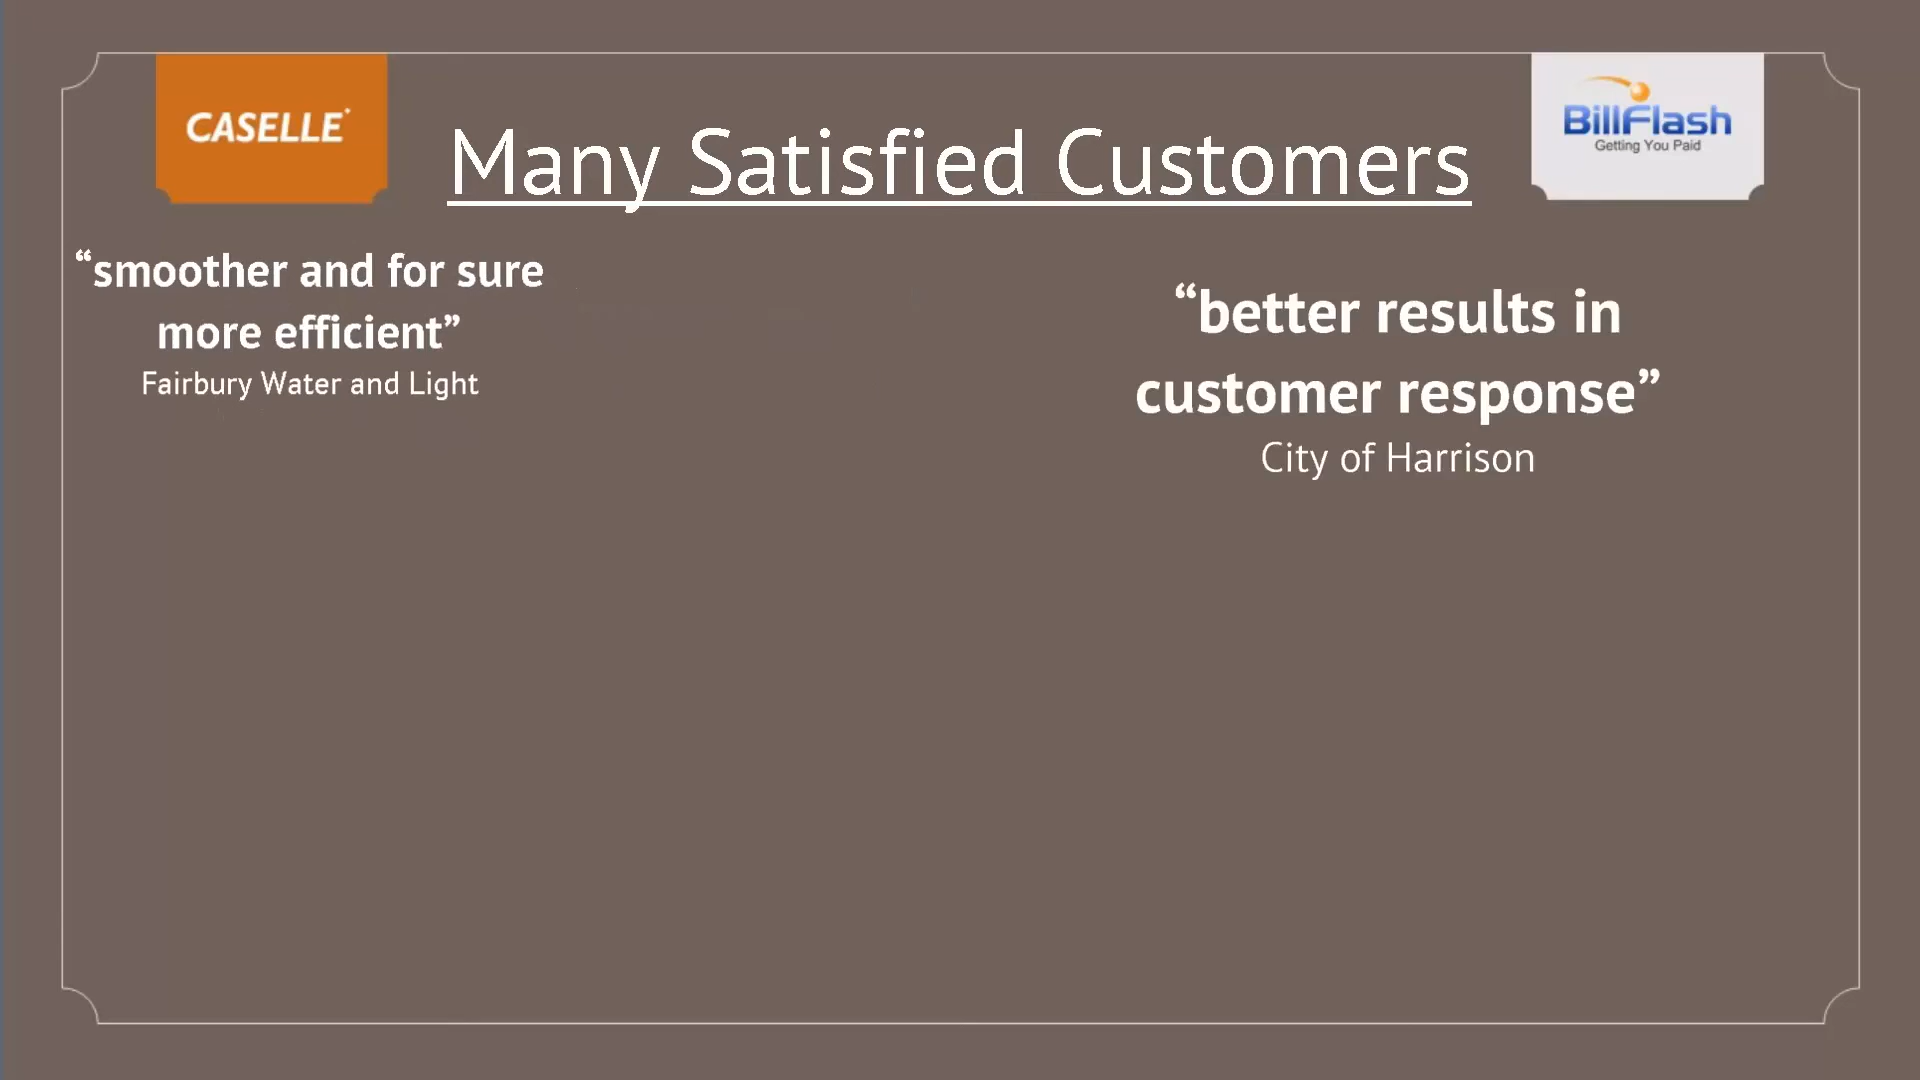 CASELLE
BillFlash
Getting You Paid
Many Satisfied Customers
“smoother and for sure
more efficient”
Fairbury Water and Light
“better results in
customer response”
City of Harrison